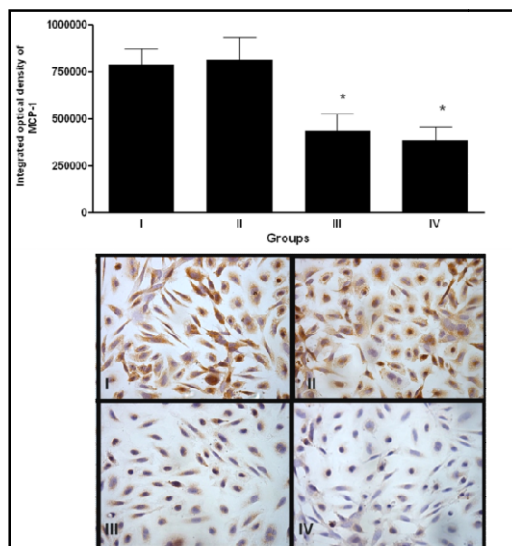 1000000
750000
500000
250000
0
Integrated optical density of
MCP-1
*
*
I
II
III
IV
Groups
I
II
III
IV